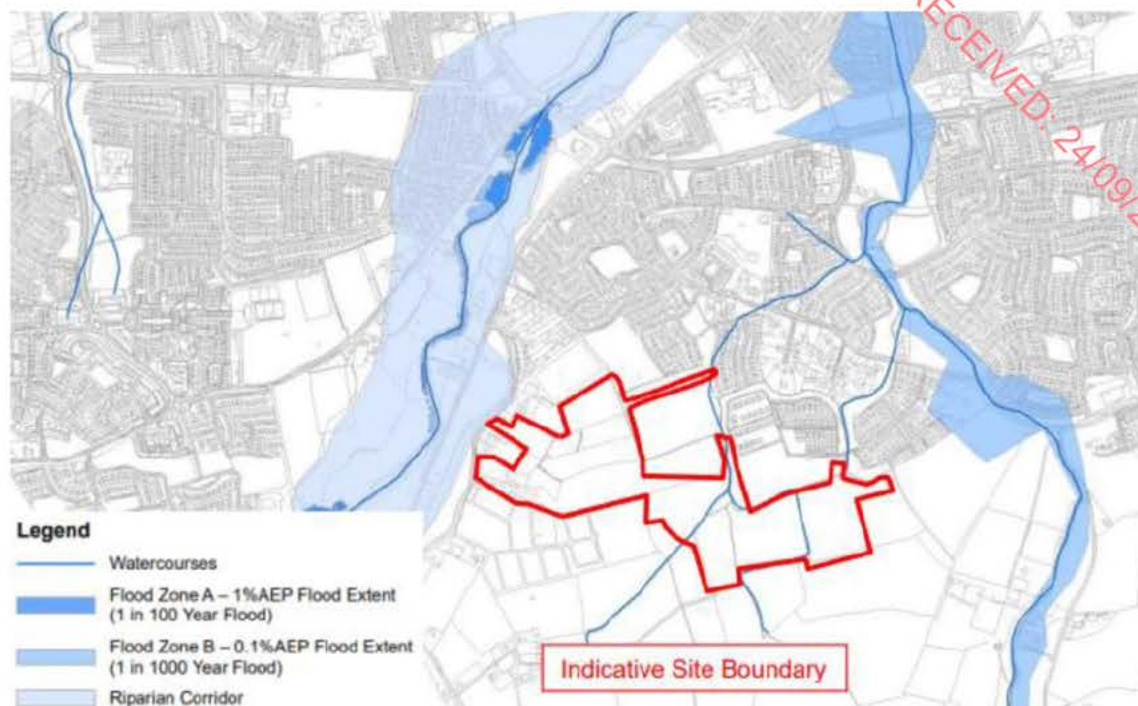 RECEIVED: 24/09/2
Legend
Watercourses
Flood Zone A – 1%AEP Flood Extent
(1 in 100 Year Flood)
Flood Zone B – 0.1%AEP Flood Extent
(1 in 1000 Year Flood)
Riparian Corridor
Indicative Site Boundary